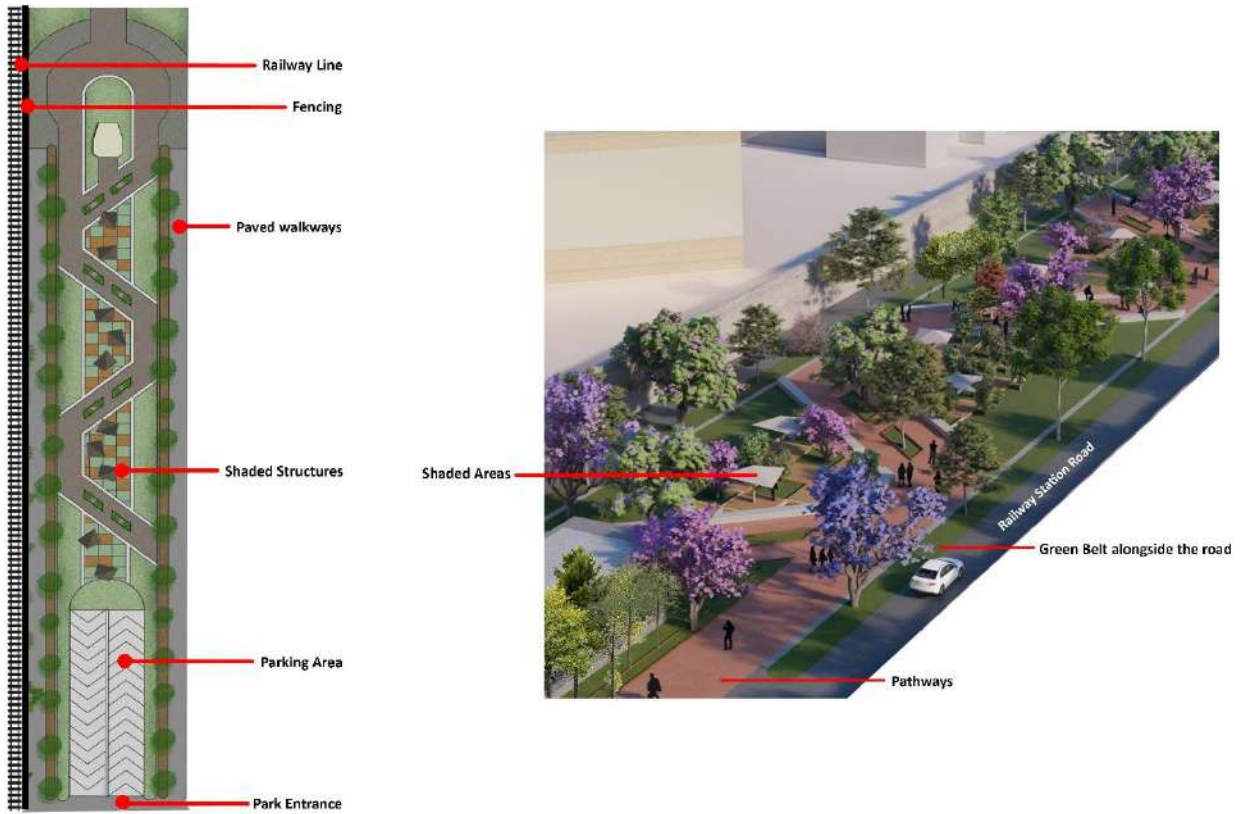 Railway Line
Fencing
Paved walkways
Shaded Structures
Parking Area
Park Entrance
Shaded Areas
Railway Station Road
Green Belt alongside the road
Pathways